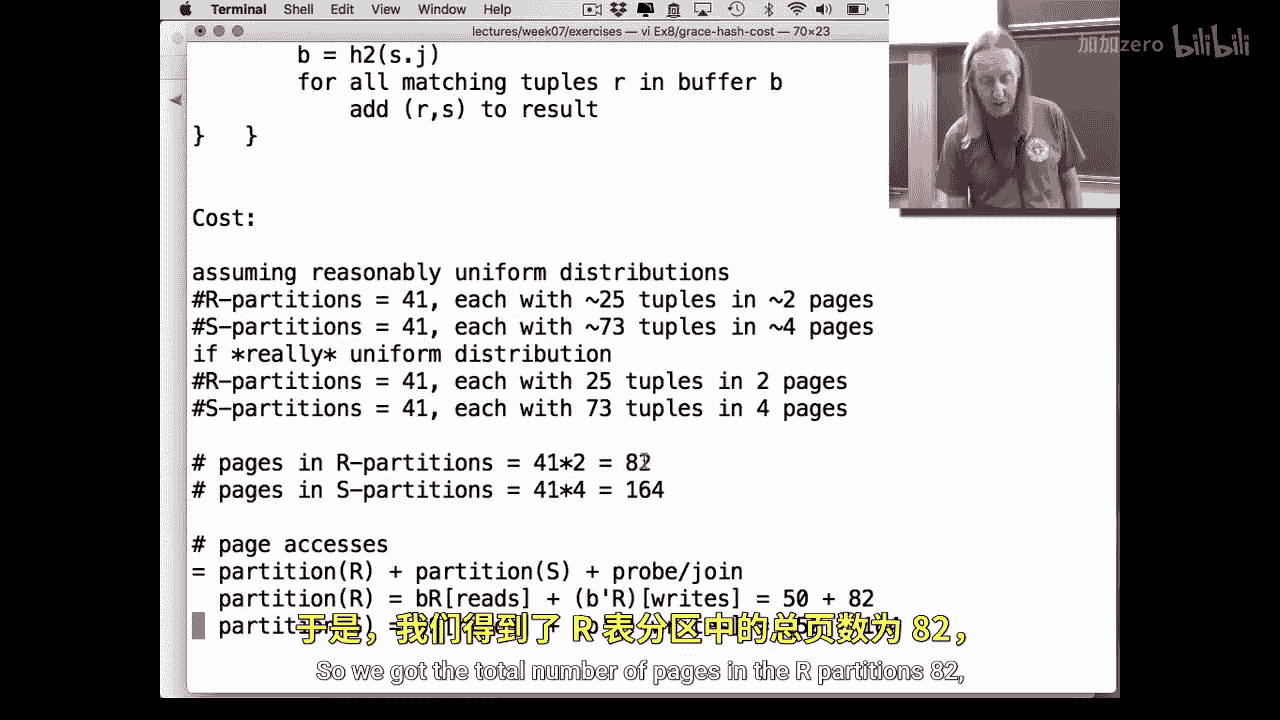 Terminal Shell Edit View Window Help
lectures/week07/exercises — vi Ex8/grace-hash-cost — 70×23
加加zero bilibili
b = h2(s.j)
for all matching tuples r in buffer b
add (r,s) to result
} }
Cost:
assuming reasonably uniform distributions
#R-partitions = 41, each with ~25 tuples in ~2 pages
#S-partitions = 41, each with ~73 tuples in ~4 pages
if *really* uniform distribution
#R-partitions = 41, each with 25 tuples in 2 pages
#S-partitions = 41, each with 73 tuples in 4 pages
# pages in R-partitions = 41*2 = 82
# pages in S-partitions = 41*4 = 164
# page accesses
= partition(R) + partition(S) + probe/join
partition(R) = bR[reads] + (b'R)[writes] = 50 + 82
partition(S) =
于是，我们得到了 R 表分区中的总页数为 82，
So we got the total number of pages in the R partitions 82,